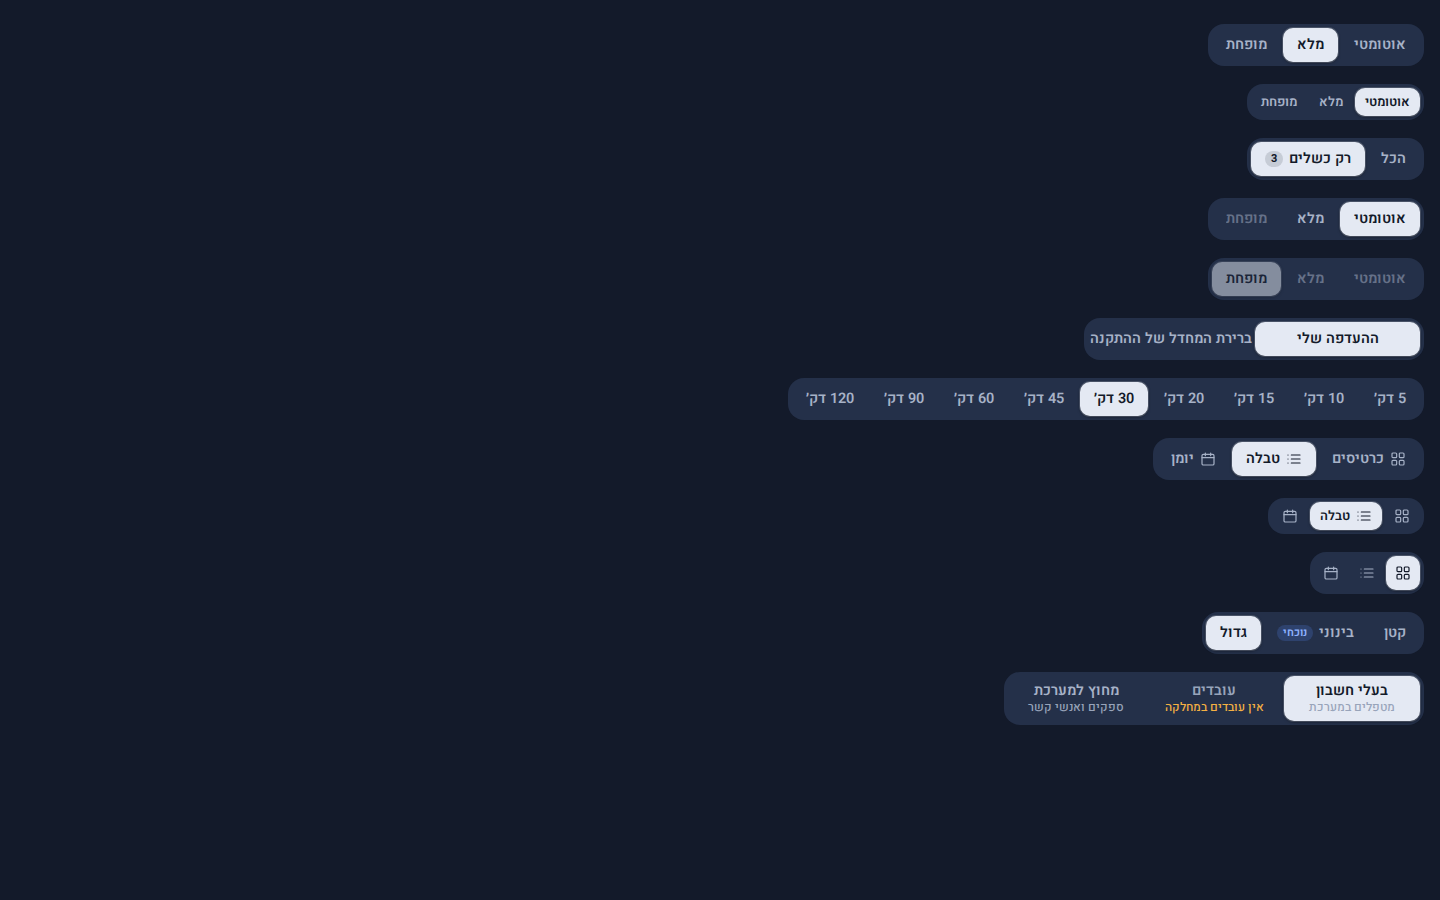 אוטומטי מלא מופחת
אוטומטי מלא מופחת
הכל רק כשלים 3
אוטומטי מלא מופחת
אוטומטי מלא מופחת
ההעדפה שלי ברירת המחדל של ההתקנה
5 דק׳ 10 דק׳ 15 דק׳ 20 דק׳ 30 דק׳ 45 דק׳ 60 דק׳ 90 דק׳ 120 דק׳
כרטיסים טבלה יומן
טבלה
קטן בינוני נוכחי גדול
בעלי חשבון עובדים מחוץ למערכת
מטפלים במערכת אין עובדים במחלקה ספקים ואנשי קשר